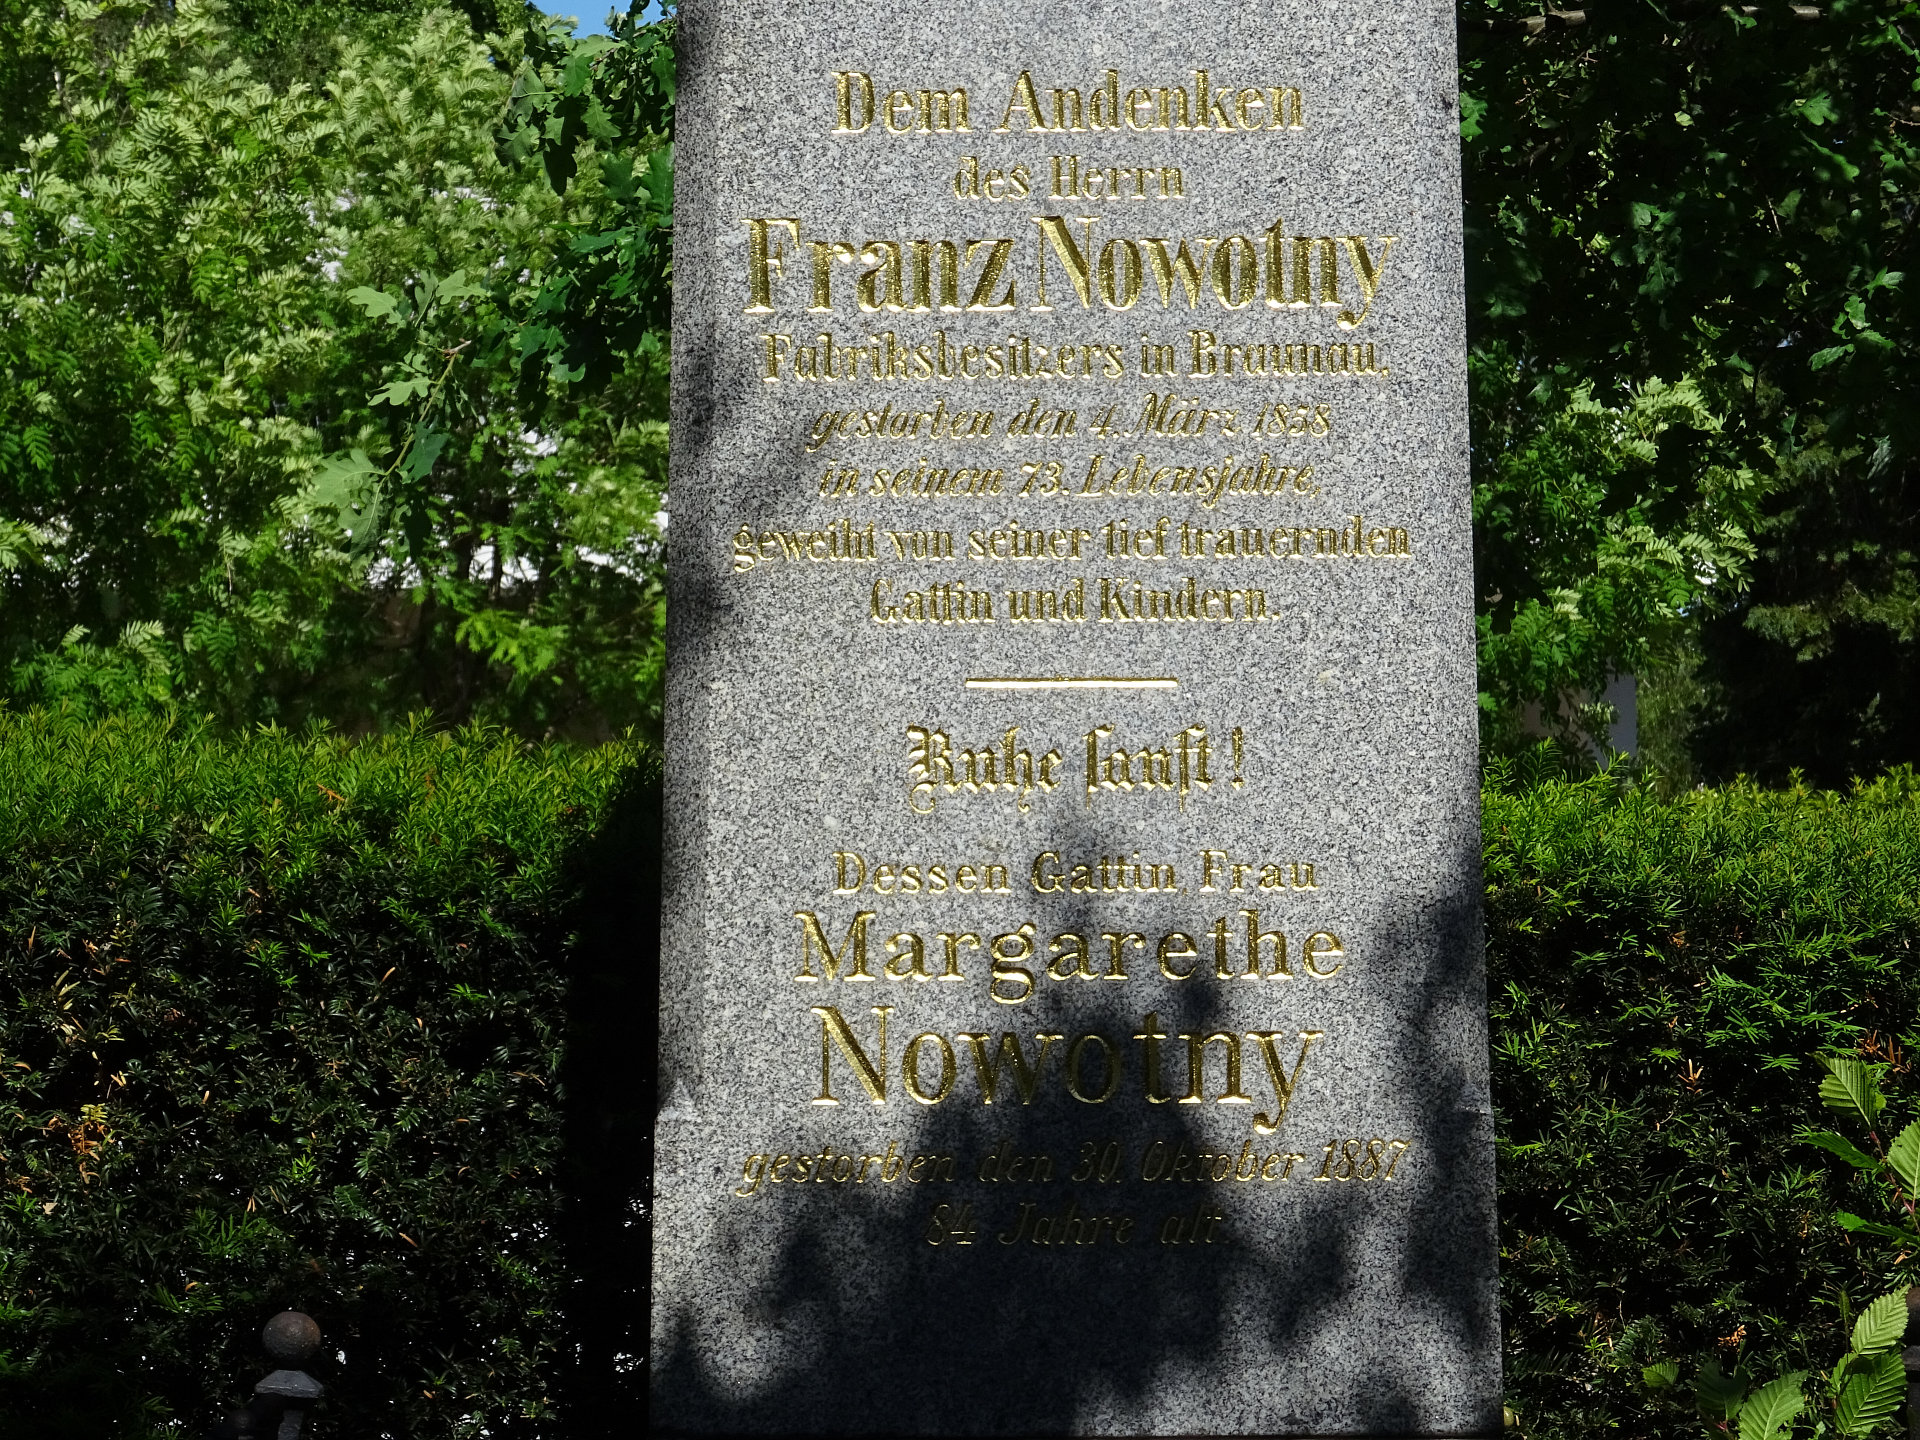 Dem Andenken
des Herrn
Franz Nowotny
Fabriksbesitzers in Braunau,
gestorben den 4. März 1858
in seinem 73. Lebensjahre,
geweiht von seiner tief trauernden
Gattin und Kindern.
Ruhe sanft!
Dessen Gattin, Frau
Margarethe
Nowotny
gestorben den 30. Oktober 1887
84 Jahre alt